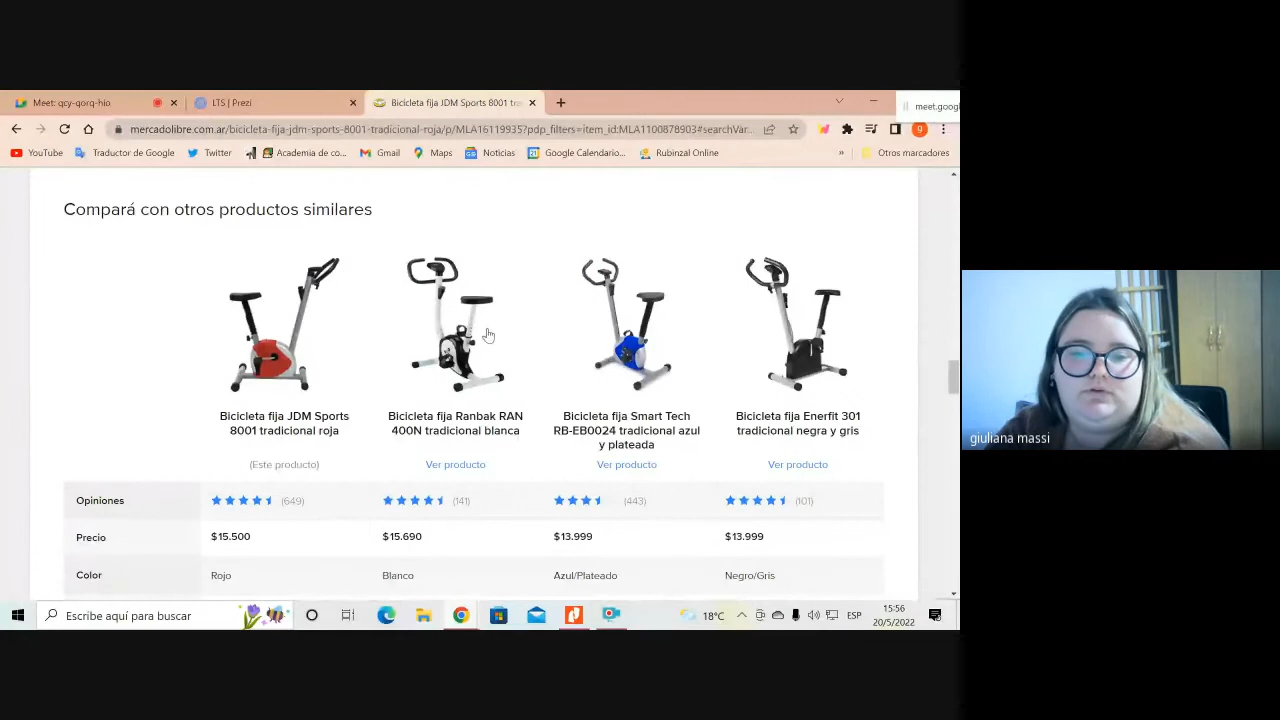 Meet: qcy-qorq-hio
LTS | Prezi
Bicicleta fija JDM Sports 8001 tra
meet.goog
mercadolibre.com.ar/bicicleta-fija-jdm-sports-8001-tradicional-roja/p/MLA16119935?pdp_filters=item_id:MLA1100878903#searchVar...
9
YouTube
Traductor de Google
Twitter
Academia de co...
Gmail
Maps
Noticias
Google Calendario...
Rubinzal Online
»
Otros marcadores
Compará con otros productos similares
Bicicleta fija JDM Sports
8001 tradicional roja
Bicicleta fija Ranbak RAN
400N tradicional blanca
Bicicleta fija Smart Tech
RB-EB0024 tradicional azul
y plateada
Bicicleta fija Enerfit 301
tradicional negra y gris
(Este producto)
Ver producto
Ver producto
Ver producto
Opiniones
(649)
(141)
(443)
(101)
Precio
$15.500
$15.690
$13.999
$13.999
Color
Rojo
Blanco
Azul/Plateado
Negro/Gris
giuliana massi
Escribe aquí para buscar
18°C
ESP
15:56
20/5/2022